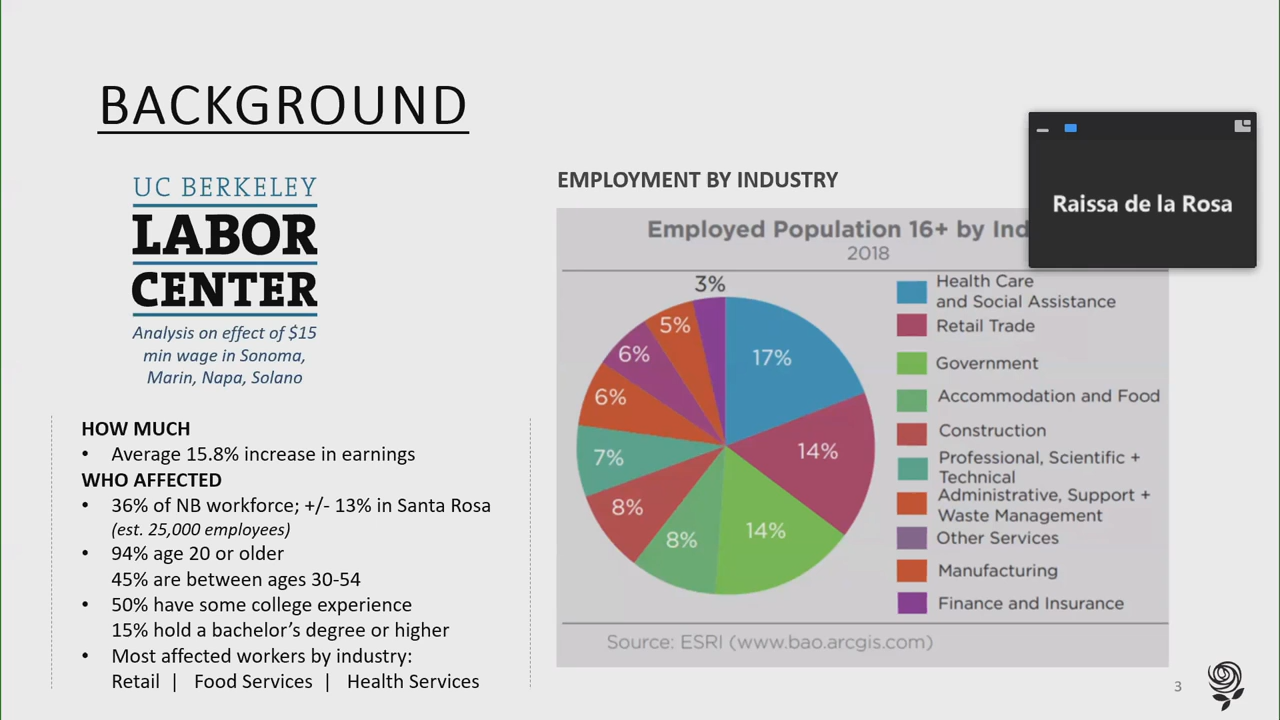 BACKGROUND
UC BERKELEY
LABOR
CENTER
Analysis on effect of $15
min wage in Sonoma,
Marin, Napa, Solano
HOW MUCH
• Average 15.8% increase in earnings
WHO AFFECTED
• 36% of NB workforce; +/- 13% in Santa Rosa
(est. 25,000 employees)
• 94% age 20 or older
45% are between ages 30-54
• 50% have some college experience
15% hold a bachelor's degree or higher
• Most affected workers by industry:
Retail | Food Services | Health Services
EMPLOYMENT BY INDUSTRY
Employed Population 16+ by Ind
2018
3%
17%
14%
14%
8%
8%
7%
6%
6%
5%
Health Care
and Social Assistance
Retail Trade
Government
Accommodation and Food
Construction
Professional, Scientific +
Technical
Administrative, Support +
Waste Management
Other Services
Manufacturing
Finance and Insurance
Source: ESRI (www.bao.arcgis.com)
Raissa de la Rosa
3